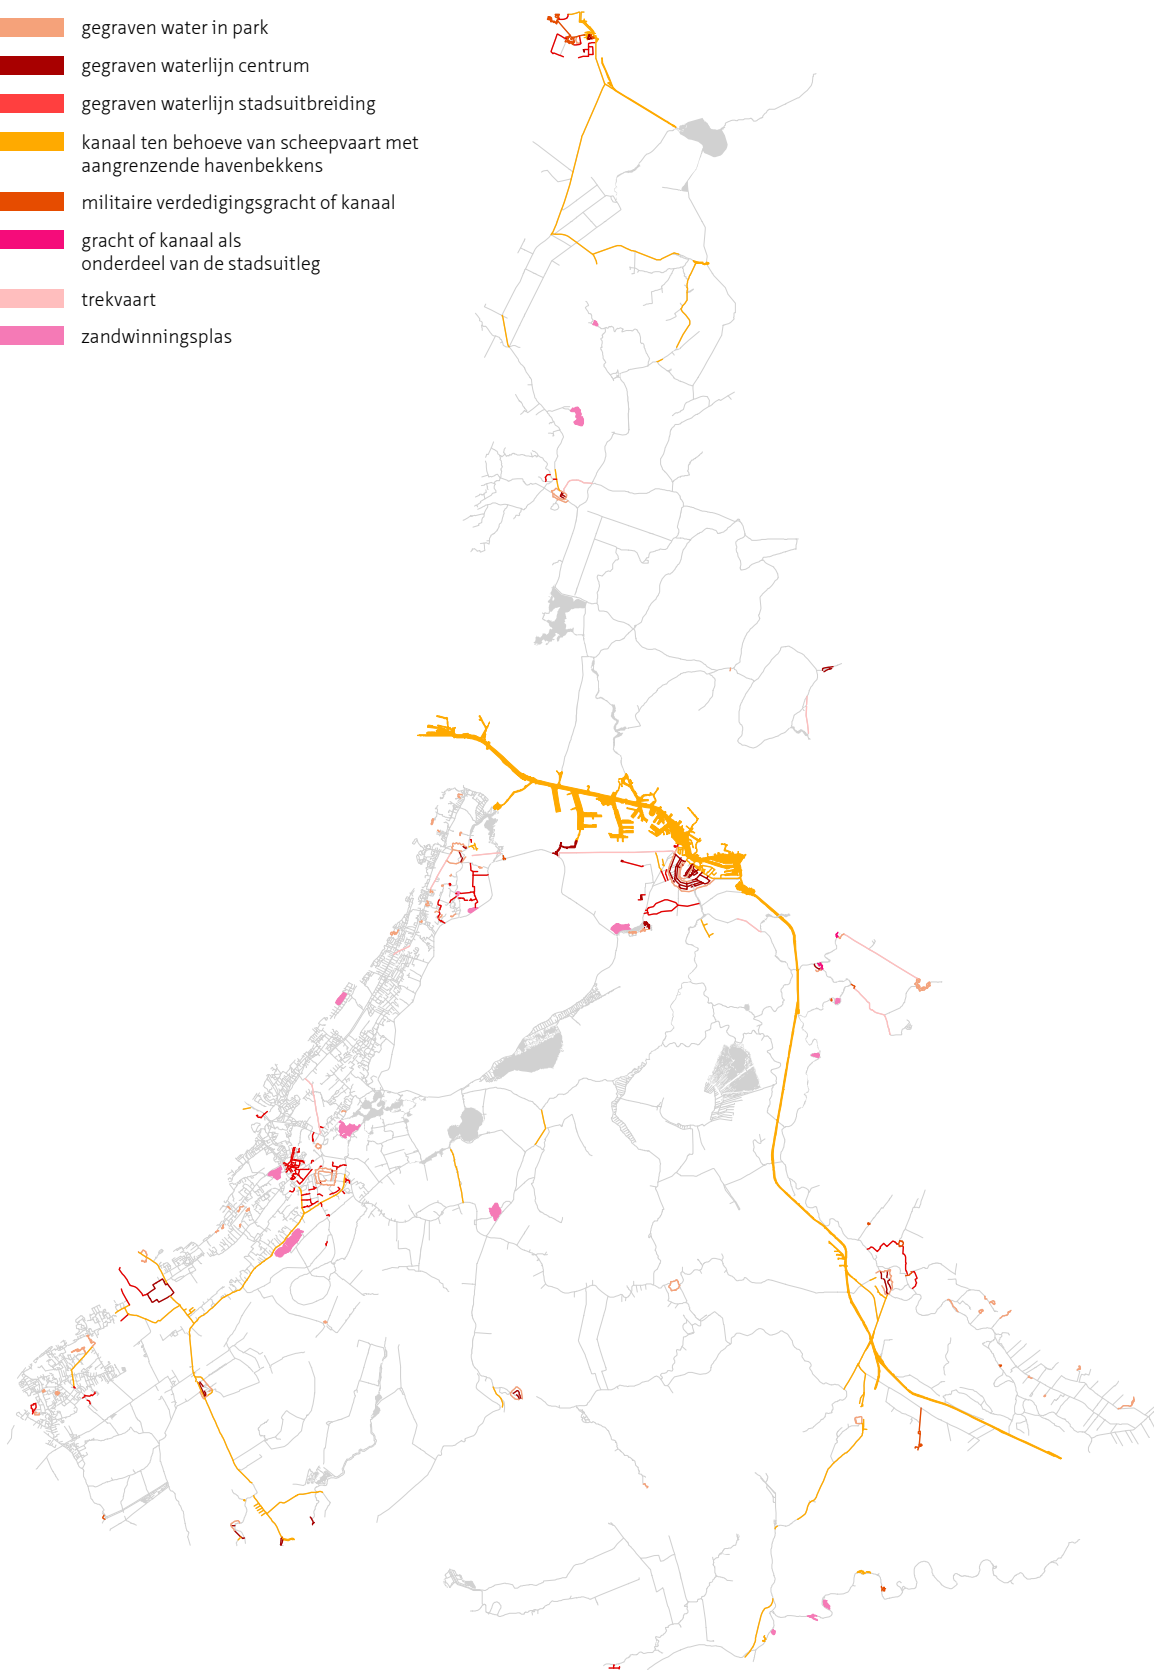 gegraven water in park
gegraven waterlijn centrum
gegraven waterlijn stadsuitbreiding
kanaal ten behoeve van scheepvaart met
aangrenzende havenbekkens
militaire verdedigingsgracht of kanaal
gracht of kanaal als
onderdeel van de stadsuitleg
trekvaart
zandwinningsplas